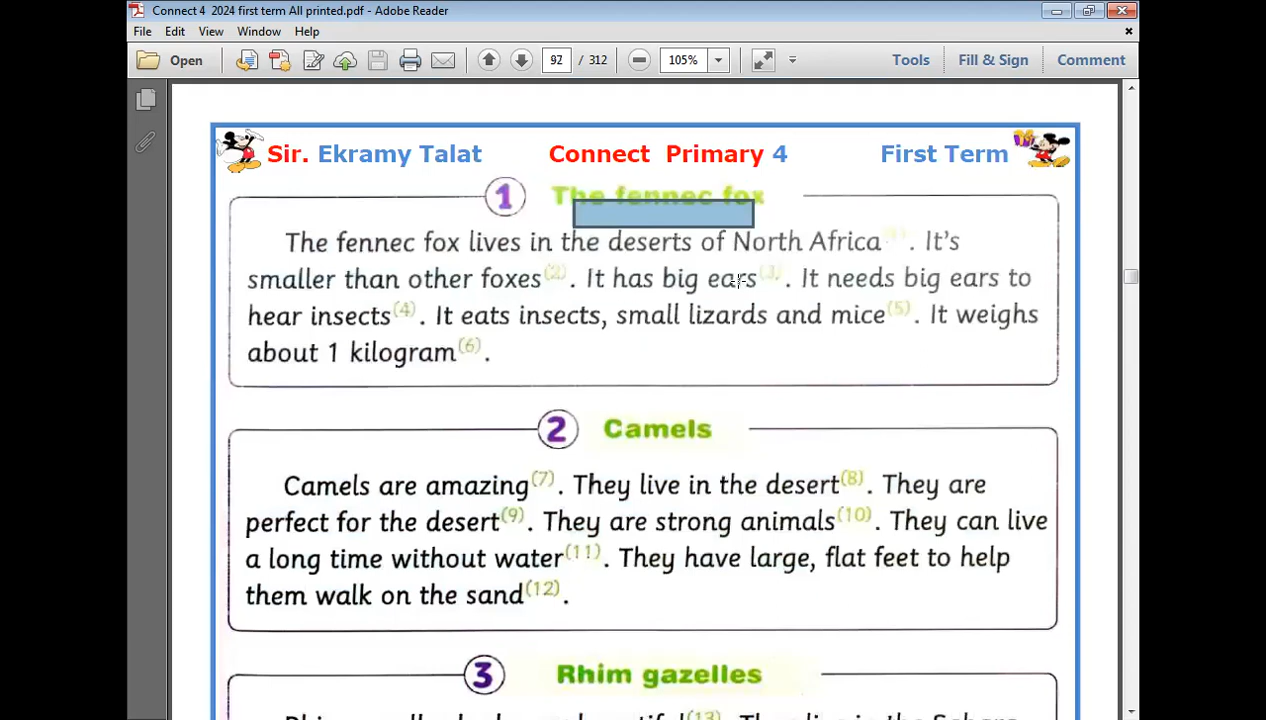 Connect 4 2024 first term All printed.pdf - Adobe Reader
File Edit View Window Help
Open 92 / 312 105% Tools Fill & Sign Comment
Sir. Ekramy Talat Connect Primary 4 First Term
1 The fennec fox
The fennec fox lives in the deserts of North Africa(1). It's
smaller than other foxes(2). It has big ears(3). It needs big ears to
hear insects(4). It eats insects, small lizards and mice(5). It weighs
about 1 kilogram(6).
2 Camels
Camels are amazing(7). They live in the desert(8). They are
perfect for the desert(9). They are strong animals(10). They can live
a long time without water(11). They have large, flat feet to help
them walk on the sand(12).
3 Rhim gazelles